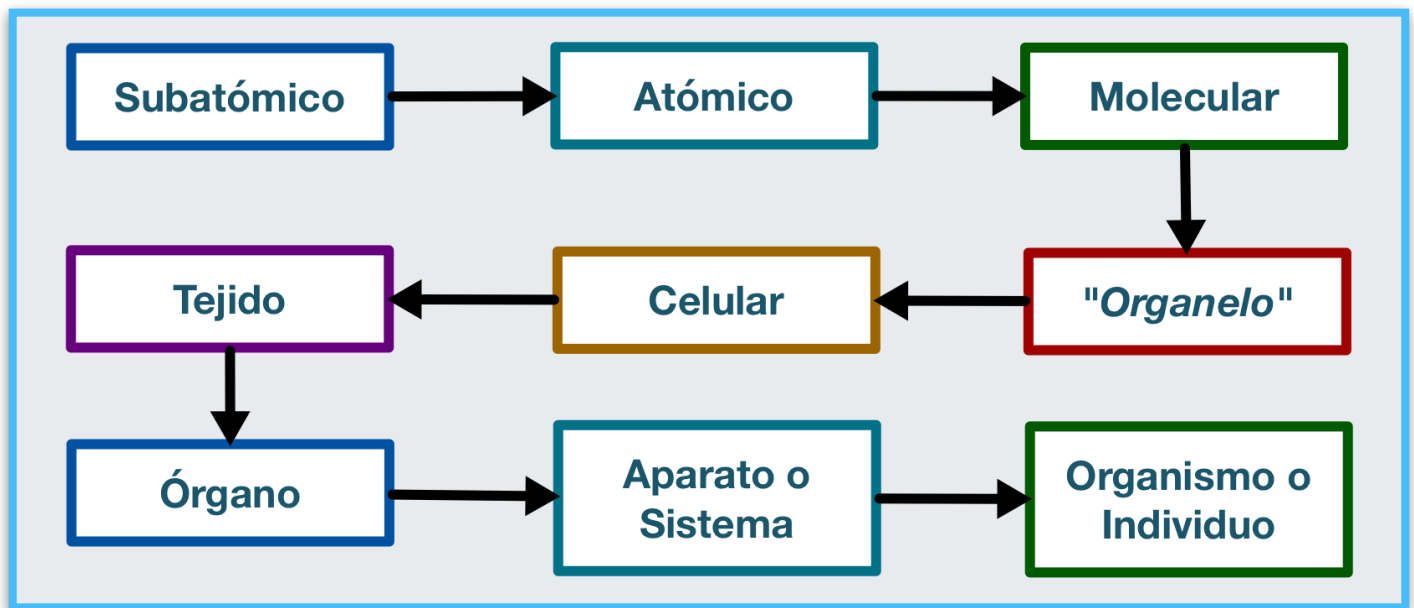 Subatómico
Atómico
Molecular
"Organelo"
Celular
Tejido
Órgano
Aparato o
Sistema
Organismo o
Individuo